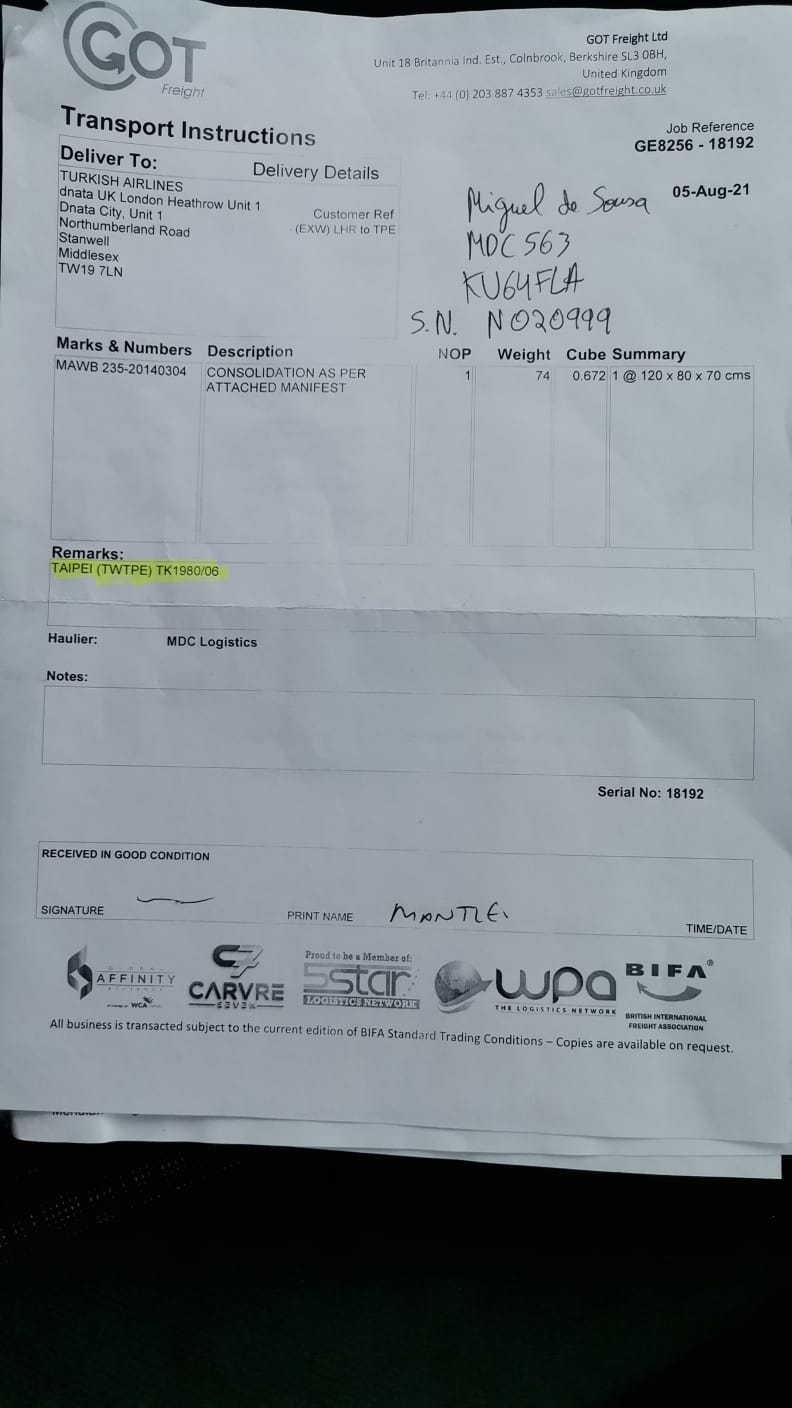 GOT
Freight
GOT Freight Ltd
Unit 18 Britannia Ind. Est., Colnbrook, Berkshire SL3 0BH,
United Kingdom
Tel: +44 (0) 203 887 4353 sales@gotfreight.co.uk
Transport Instructions
Job Reference
GE8256 - 18192
05-Aug-21
Deliver To:
Delivery Details
TURKISH AIRLINES
dnata UK London Heathrow Unit 1
Dnata City, Unit 1
Northumberland Road
Stanwell
Middlesex
TW19 7LN
Customer Ref
(EXW) LHR to TPE
Miguel de Sousa
MDC 563
KU64FLA
S.N. NO20999
Marks & Numbers Description NOP Weight Cube Summary
MAWB 235-20140304 CONSOLIDATION AS PER 1 74 0.672 1 @ 120 x 80 x 70 cms
ATTACHED MANIFEST
Remarks:
TAIPEI (TWTPE) TK1980/06
Haulier: MDC Logistics
Notes:
Serial No: 18192
RECEIVED IN GOOD CONDITION
SIGNATURE PRINT NAME MANTLE. TIME/DATE
AFFINITY
WCA
C7
CARVRE
SEVEN
Proud to be a Member of:
5star
LOGISTICS NETWORK
wpa
THE LOGISTICS NETWORK
BIFA®
BRITISH INTERNATIONAL
FREIGHT ASSOCIATION
All business is transacted subject to the current edition of BIFA Standard Trading Conditions – Copies are available on request.